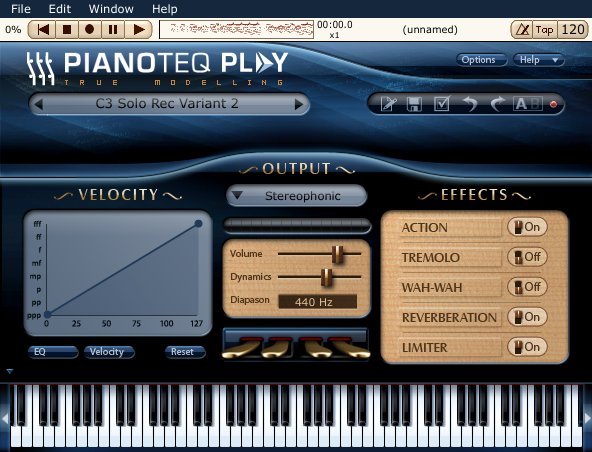 File Edit Window Help
0% 00:00.0 x1 (unnamed) Tap 120
PIANOTEQ PLAY
TRUE MODELLING
Options Help
C3 Solo Rec Variant 2
A B
OUTPUT
Stereophonic
VELOCITY
fff
ff
f
mf
mp
p
pp
ppp
0 25 50 75 100 127
EQ Velocity Reset
Volume
Dynamics
Diapason 440 Hz
EFFECTS
ACTION On
TREMOLO Off
WAH-WAH Off
REVERBERATION On
LIMITER On